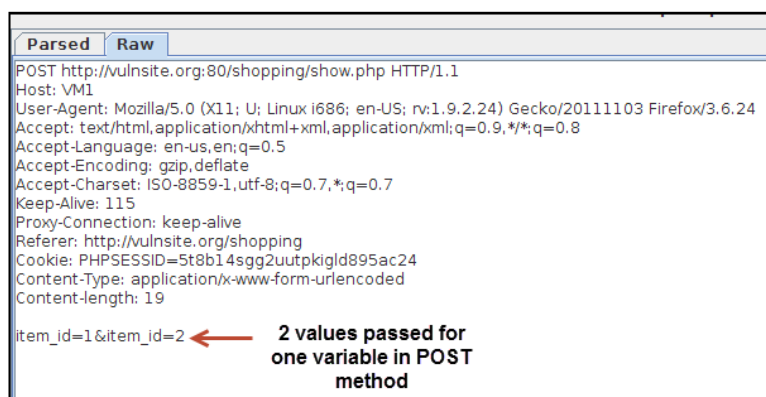 Parsed Raw
POST http://vulnsite.org:80/shopping/show.php HTTP/1.1
Host: VM1
User-Agent: Mozilla/5.0 (X11; U; Linux i686; en-US; rv:1.9.2.24) Gecko/20111103 Firefox/3.6.24
Accept: text/html,application/xhtml+xml,application/xml;q=0.9,*/*;q=0.8
Accept-Language: en-us,en;q=0.5
Accept-Encoding: gzip,deflate
Accept-Charset: ISO-8859-1,utf-8;q=0.7,*;q=0.7
Keep-Alive: 115
Proxy-Connection: keep-alive
Referer: http://vulnsite.org/shopping
Cookie: PHPSESSID=5t8b14sgg2uutpkigld895ac24
Content-Type: application/x-www-form-urlencoded
Content-length: 19
item_id=1&item_id=2
2 values passed for
one variable in POST
method